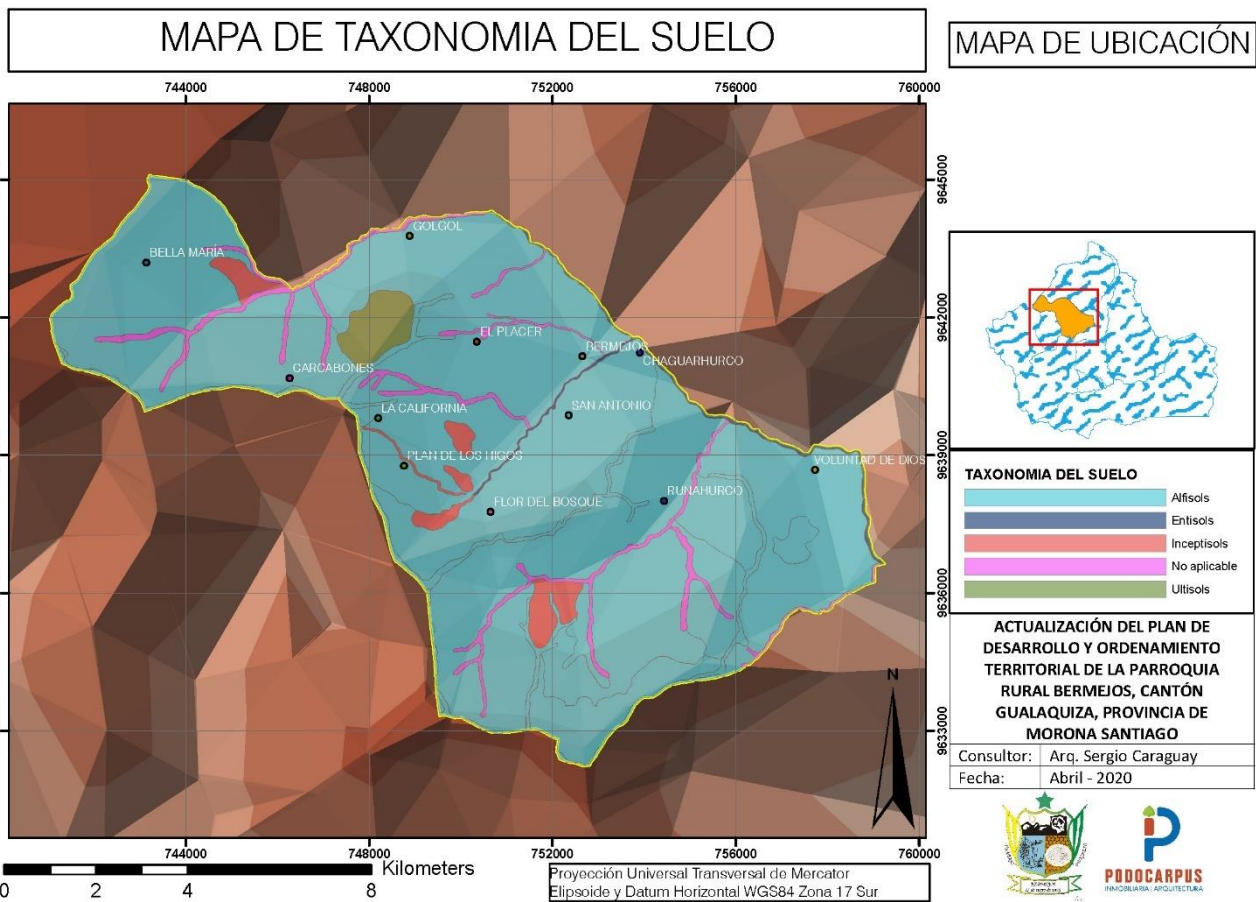 MAPA DE TAXONOMIA DEL SUELO
MAPA DE UBICACIÓN
744000
748000
752000
756000
760000
9645000
9642000
9639000
9636000
9633000
GOLGOL
BELLA MARÍA
EL PLACER
BERMEJOS
CHAGUARHURCO
CARCABONES
LA CALIFORNIA
SAN ANTONIO
PLAN DE LOS HIGOS
VOLUNTAD DE DIOS
RUNAHURCO
FLOR DEL BOSQUE
N
744000
748000
752000
756000
760000
TAXONOMIA DEL SUELO
Alfisols
Entisols
Inceptisols
No aplicable
Ultisols
ACTUALIZACIÓN DEL PLAN DE
DESARROLLO Y ORDENAMIENTO
TERRITORIAL DE LA PARROQUIA
RURAL BERMEJOS, CANTÓN
GUALAQUIZA, PROVINCIA DE
MORONA SANTIAGO
Consultor: Arq. Sergio Caraguay
Fecha: Abril - 2020
Kilometers
0 2 4 8
Proyección Universal Transversal de Mercator
Elipsoide y Datum Horizontal WGS84 Zona 17 Sur
PODOCARPUS
INMOBILIARIA | ARQUITECTURA